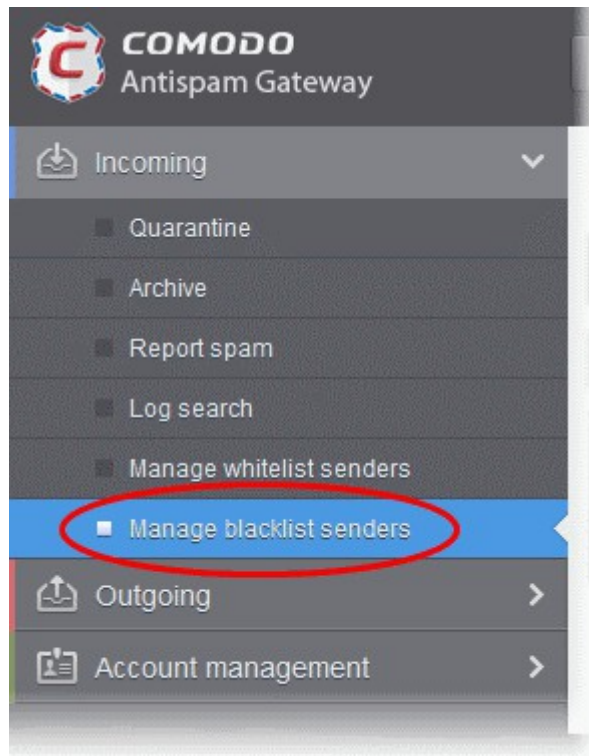 C COMODO
Antispam Gateway
Incoming
Quarantine
Archive
Report spam
Log search
Manage whitelist senders
Manage blacklist senders
Outgoing
Account management